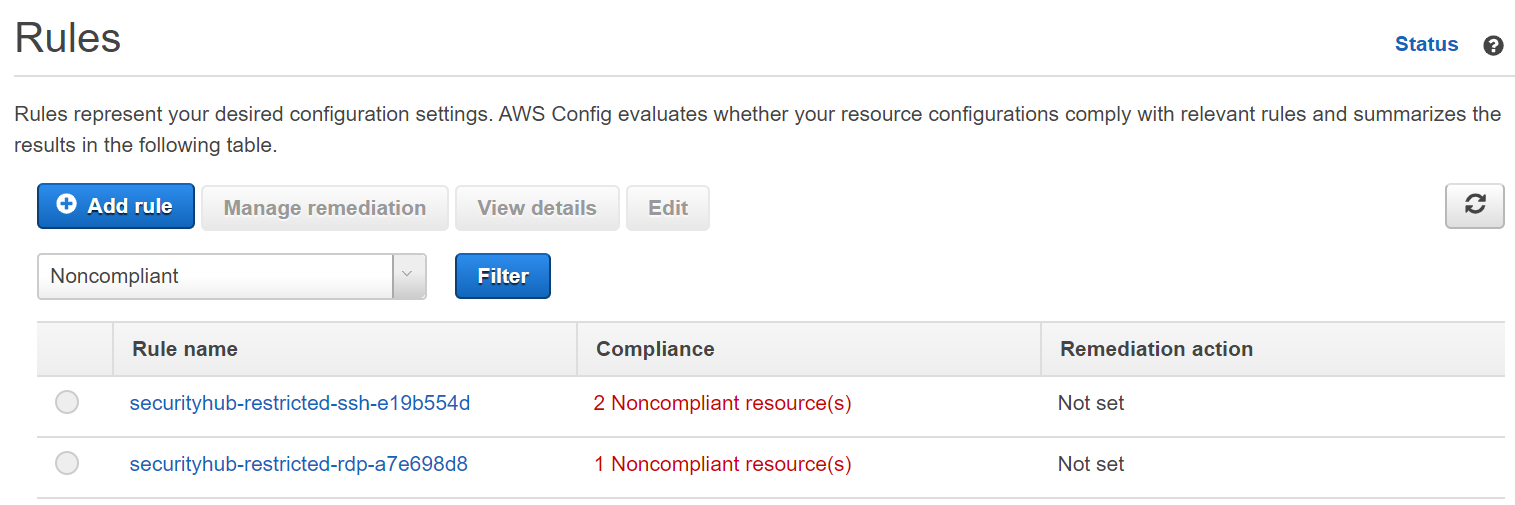 Rules
Status
Rules represent your desired configuration settings. AWS Config evaluates whether your resource configurations comply with relevant rules and summarizes the
results in the following table.
Add rule Manage remediation View details Edit
Noncompliant Filter
Rule name Compliance Remediation action
securityhub-restricted-ssh-e19b554d 2 Noncompliant resource(s) Not set
securityhub-restricted-rdp-a7e698d8 1 Noncompliant resource(s) Not set